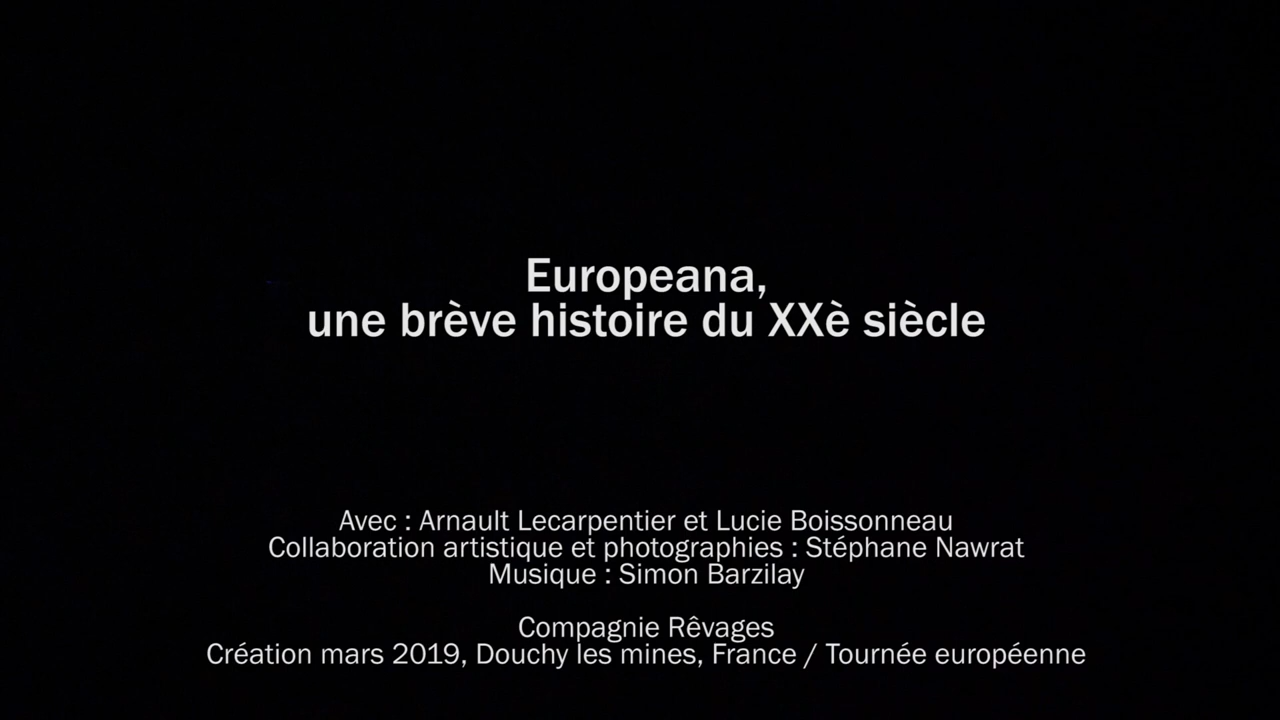 Europeana,
une brève histoire du XXè siècle
Avec : Arnault Lecarpentier et Lucie Boissonneau
Collaboration artistique et photographies : Stéphane Nawrat
Musique : Simon Barzilay
Compagnie Rêvages
Création mars 2019, Douchy les mines, France / Tournée européenne